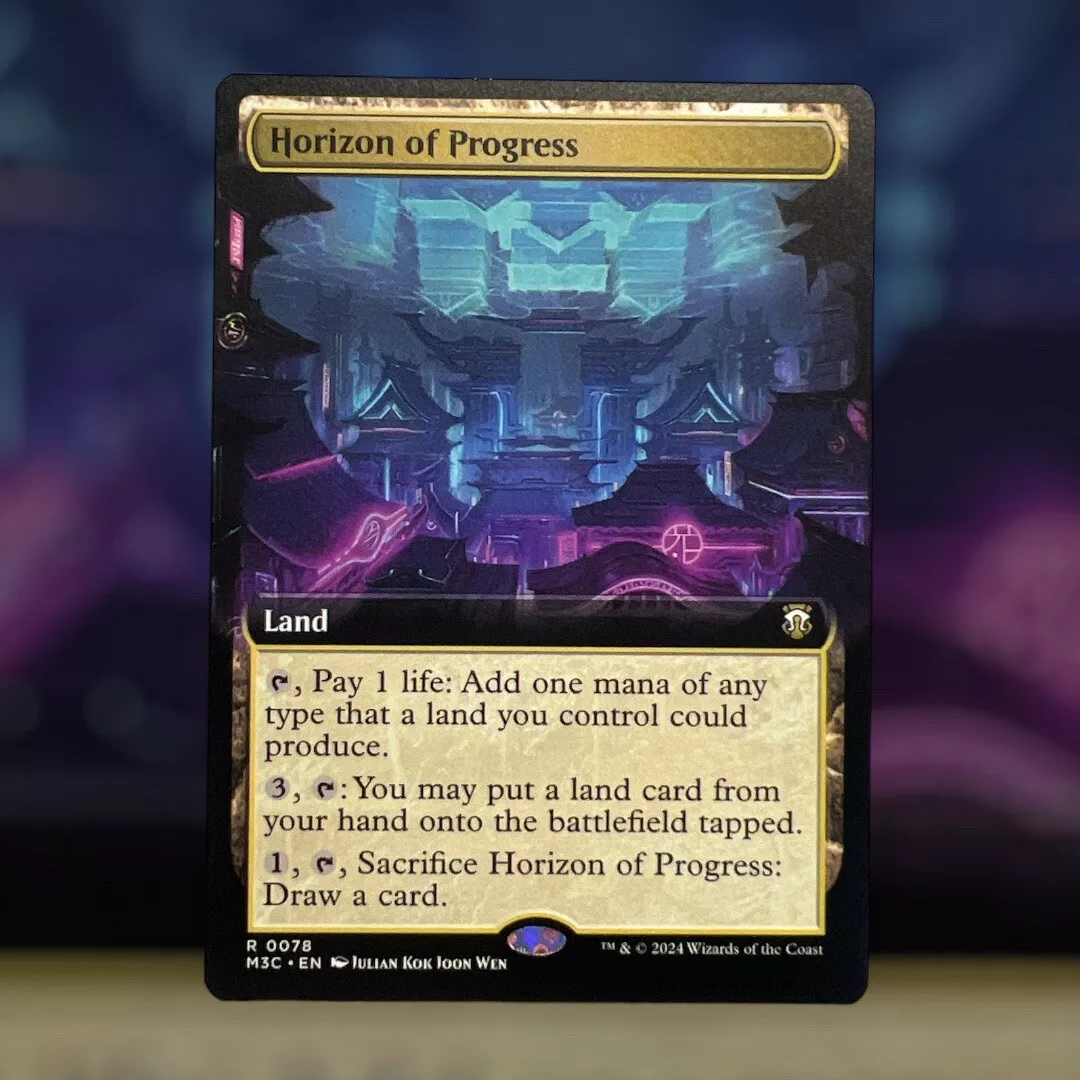 Horizon of Progress
Land
, Pay 1 life: Add one mana of any
type that a land you control could
produce.
3, : You may put a land card from
your hand onto the battlefield tapped.
1, , Sacrifice Horizon of Progress:
Draw a card.
R 0078
M3C • EN Julian Kok Joon Wen
™ & © 2024 Wizards of the Coast